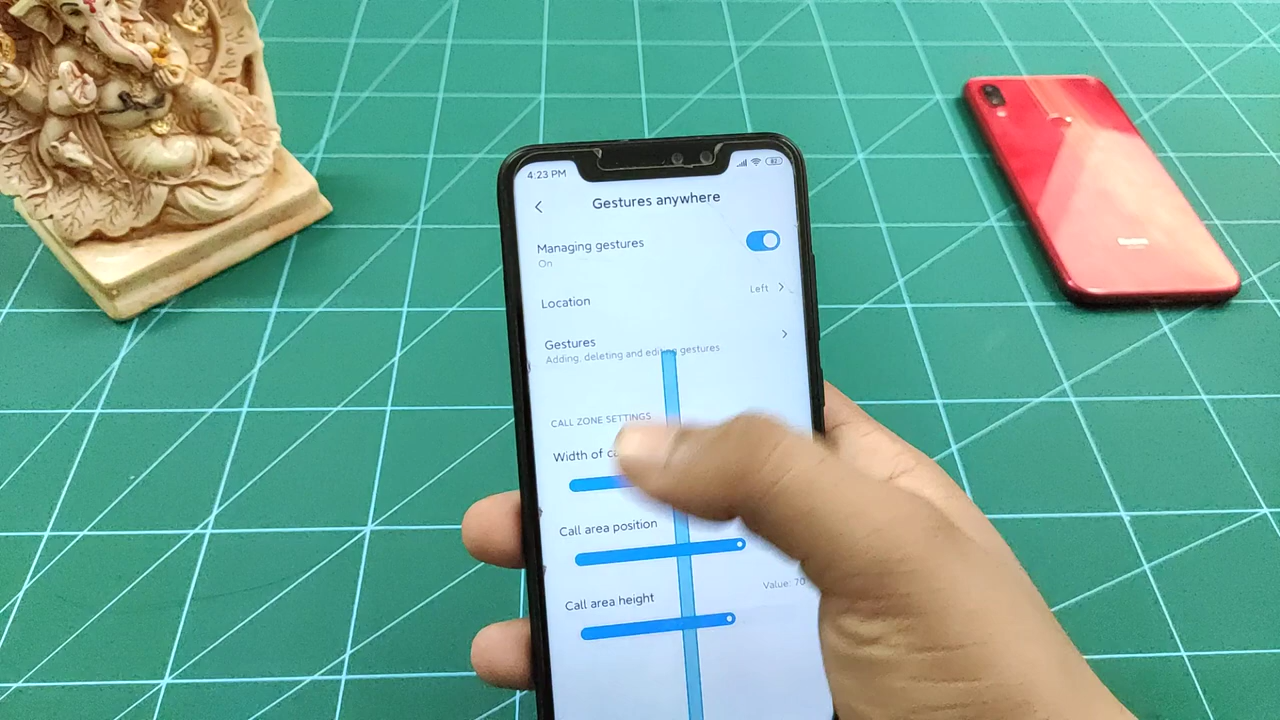 4:23 PM
82
Gestures anywhere
Managing gestures
On
Location
Left
Gestures
Adding, deleting and editing gestures
CALL ZONE SETTINGS
Width of
Call area position
Value: 70
Call area height